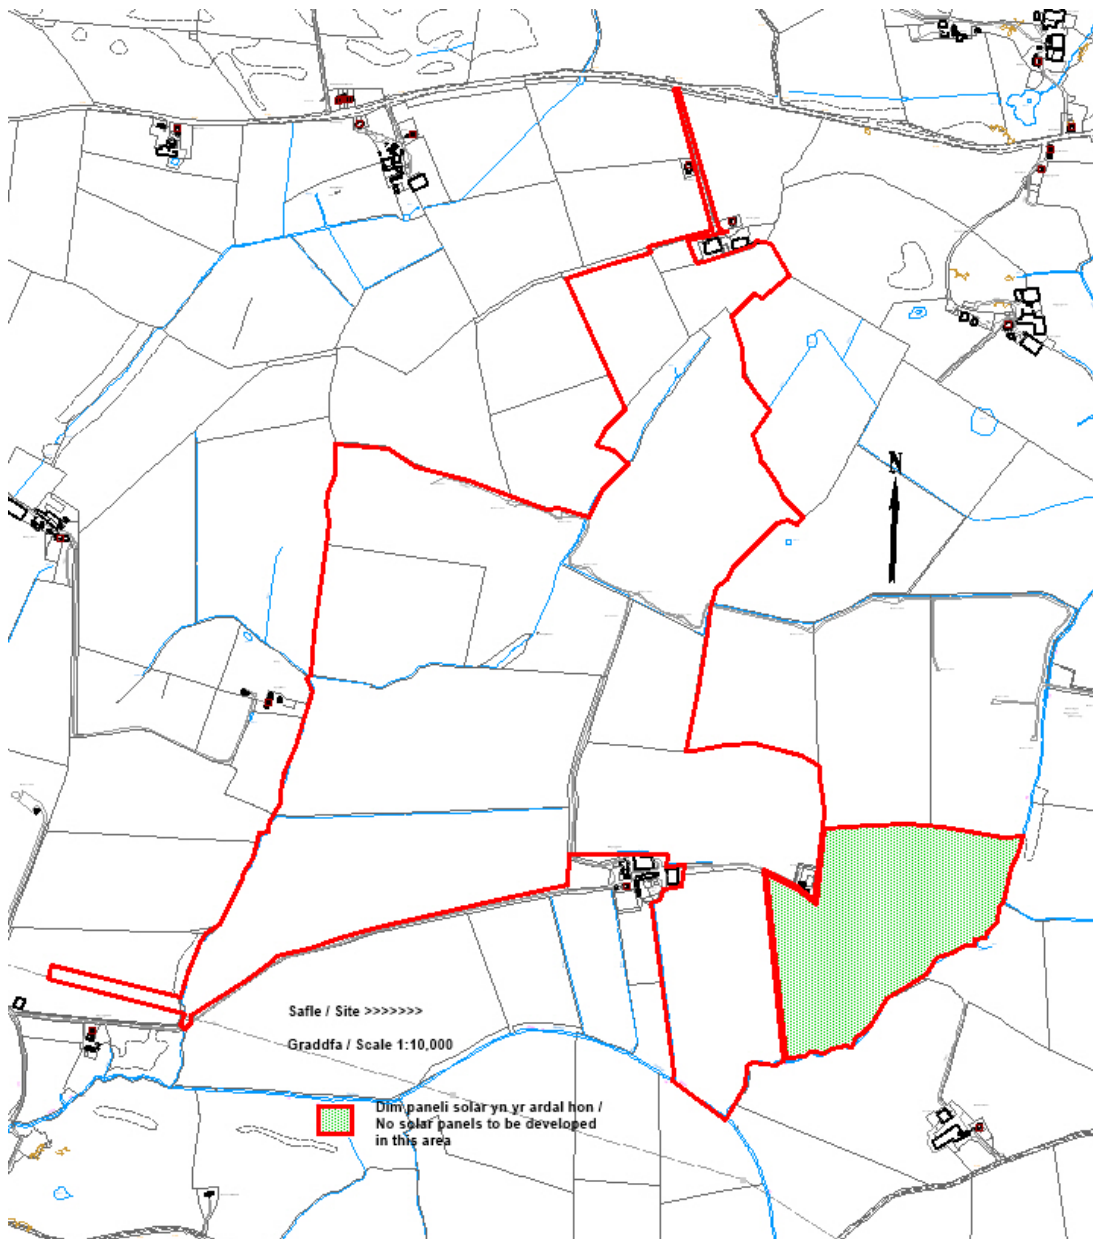 N
Safle / Site >>>>>>>
Graddfa / Scale 1:10,000
Dim paneli solar yn yr ardal hon /
No solar panels to be developed
in this area